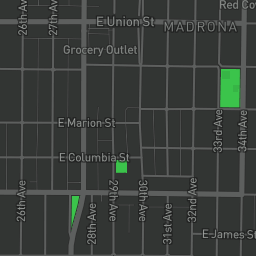 Red Co
26th Ave
27th Ave
E Union St
MADRONA
Grocery Outlet
E Marion St
33rd Ave
34th Ave
E Columbia St
26th Ave
28th Ave
29th Ave
30th Ave
31st Ave
32nd Ave
E James St